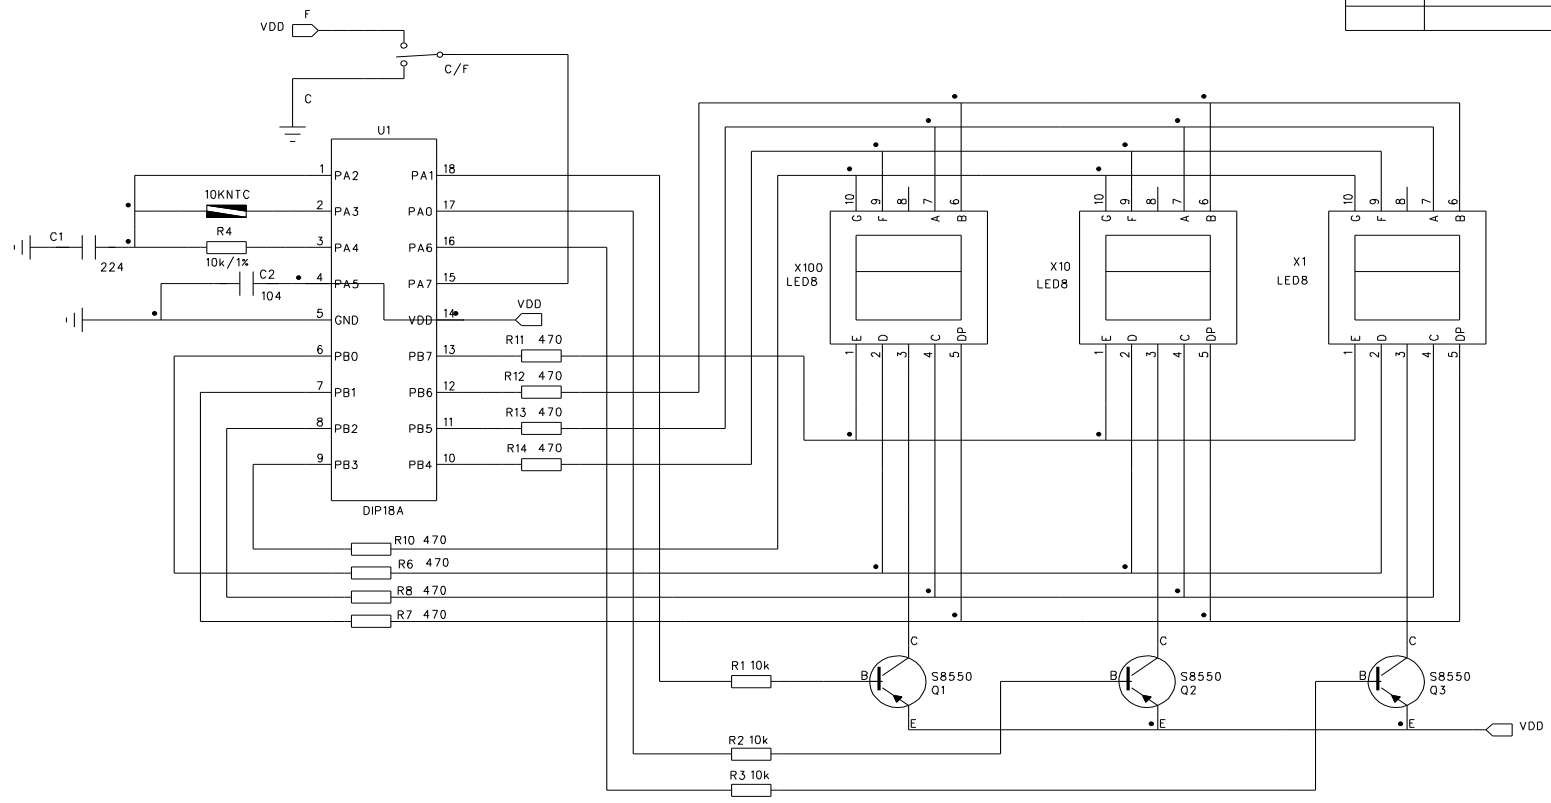 F
VDD
C/F
C
U1
1 PA2 PA1 18
10KNTC
2 PA3 PA0 17
R4
C1
3 PA4 PA6 16
224
10k/1%
C2
4 PA5 PA7 15
104
VDD
5 GND VDD 14
R11 470
6 PB0 PB7 13
R12 470
7 PB1 PB6 12
R13 470
8 PB2 PB5 11
R14 470
9 PB3 PB4 10
DIP18A
R10 470
R6 470
R8 470
R7 470
10 9 8 7 6
G F A B
X100
LED8
E D C DP
1 2 3 4 5
10 9 8 7 6
G F A B
X10
LED8
E D C DP
1 2 3 4 5
10 9 8 7 6
G F A B
X1
LED8
E D C DP
1 2 3 4 5
C
R1 10k
B
S8550
Q1
E
C
B
S8550
Q2
E
C
B
S8550
Q3
E
VDD
R2 10k
R3 10k